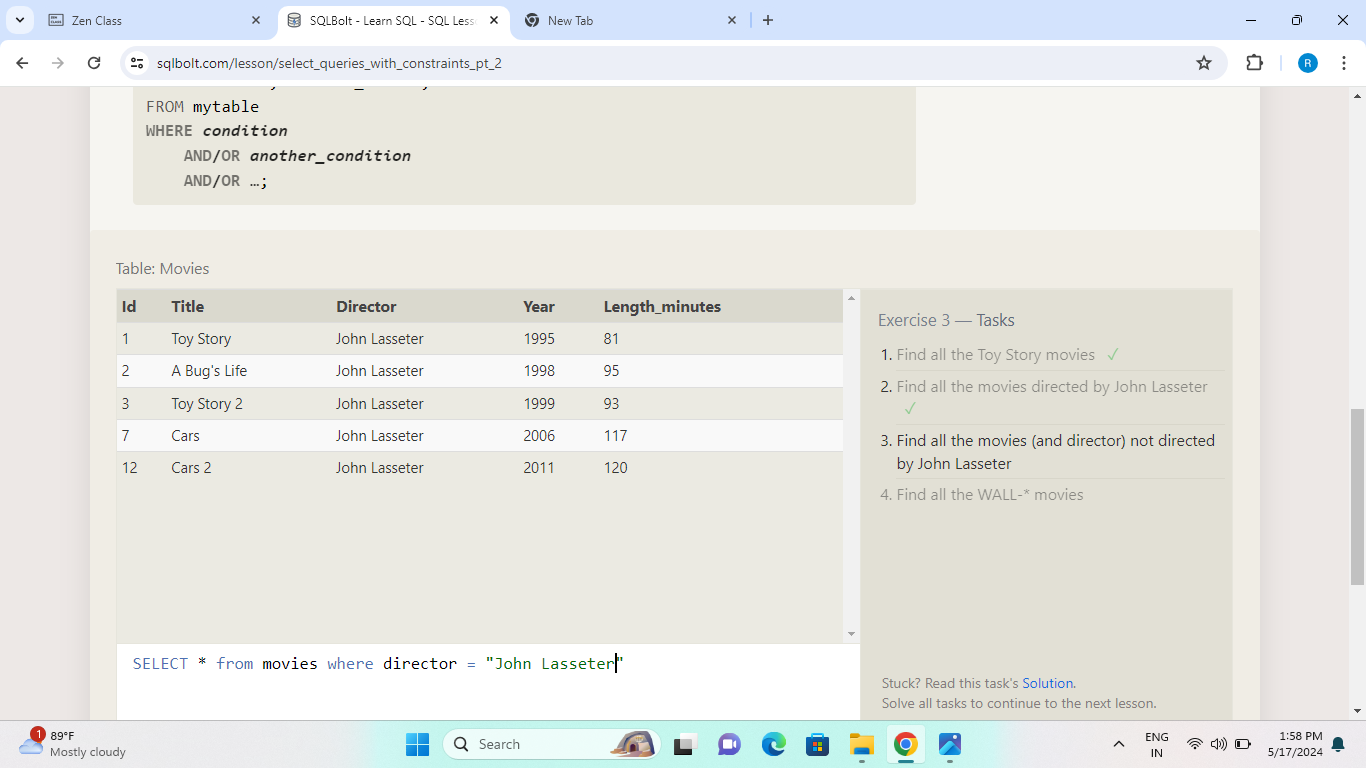 Zen Class
SQLBolt - Learn SQL - SQL Less
New Tab
sqlbolt.com/lesson/select_queries_with_constraints_pt_2
R
FROM mytable
WHERE condition
AND/OR another_condition
AND/OR …;
Table: Movies
Id Title Director Year Length_minutes
1 Toy Story John Lasseter 1995 81
2 A Bug's Life John Lasseter 1998 95
3 Toy Story 2 John Lasseter 1999 93
7 Cars John Lasseter 2006 117
12 Cars 2 John Lasseter 2011 120
Exercise 3 — Tasks
1. Find all the Toy Story movies ✓
2. Find all the movies directed by John Lasseter
✓
3. Find all the movies (and director) not directed
by John Lasseter
4. Find all the WALL-* movies
SELECT * from movies where director = "John Lasseter"
Stuck? Read this task's Solution.
Solve all tasks to continue to the next lesson.
1
89°F
Mostly cloudy
Search
ENG
IN
1:58 PM
5/17/2024